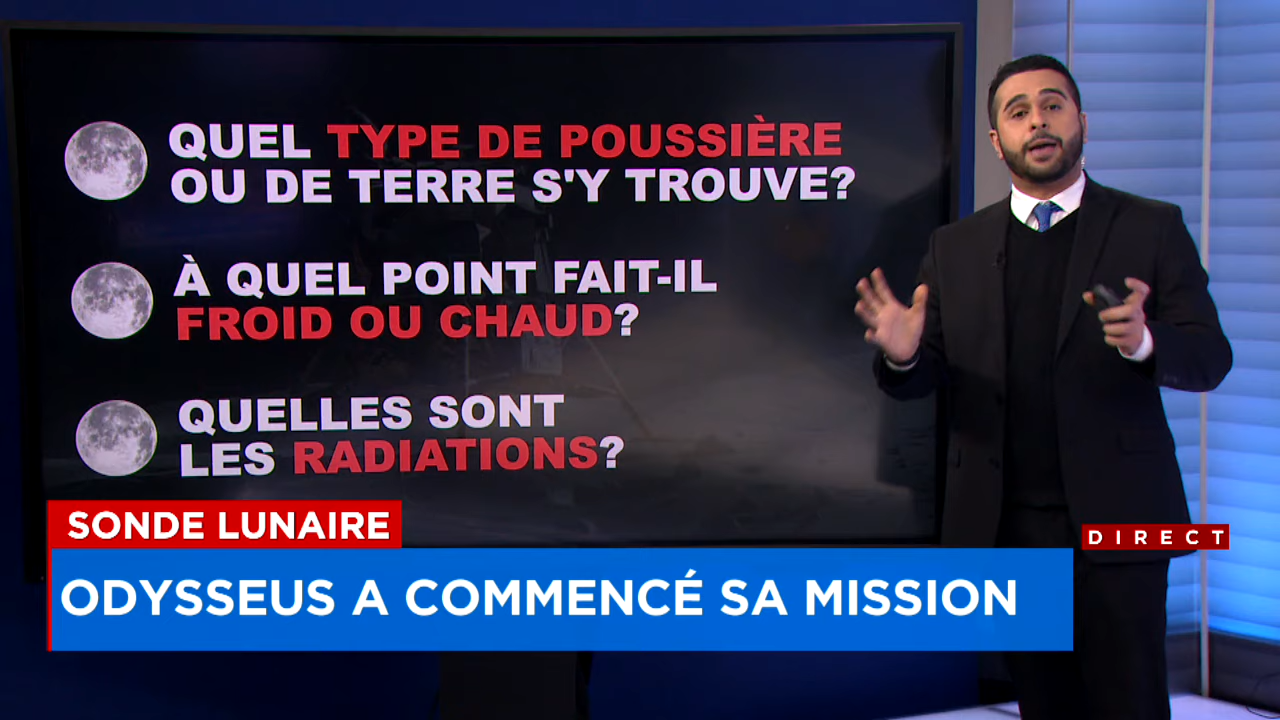 QUEL TYPE DE POUSSIÈRE
OU DE TERRE S'Y TROUVE?
À QUEL POINT FAIT-IL
FROID OU CHAUD?
QUELLES SONT
LES RADIATIONS?
SONDE LUNAIRE
DIRECT
ODYSSEUS A COMMENCÉ SA MISSION